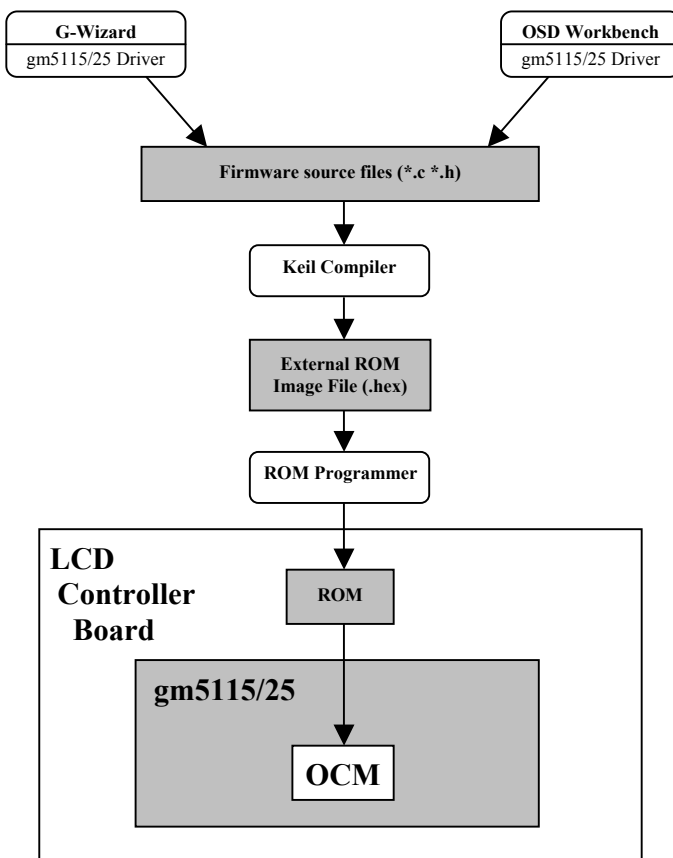 G-Wizard
gm5115/25 Driver
OSD Workbench
gm5115/25 Driver
Firmware source files (*.c *.h)
Keil Compiler
External ROM
Image File (.hex)
ROM Programmer
LCD
Controller
Board
ROM
gm5115/25
OCM